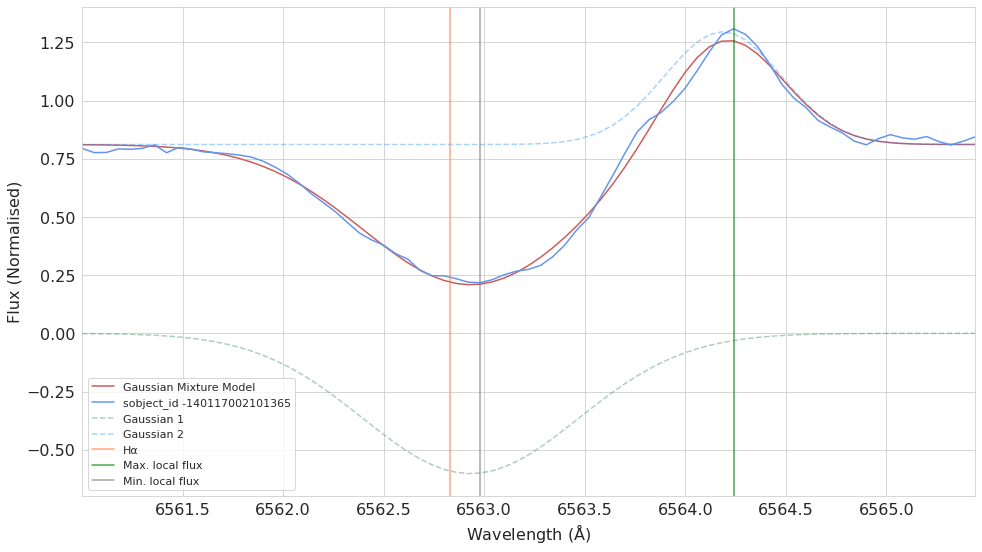 Flux (Normalised)
1.25
1.00
0.75
0.50
0.25
0.00
−0.25
−0.50
Gaussian Mixture Model
sobject_id -140117002101365
Gaussian 1
Gaussian 2
Hα
Max. local flux
Min. local flux
6561.5 6562.0 6562.5 6563.0 6563.5 6564.0 6564.5 6565.0
Wavelength (Å)